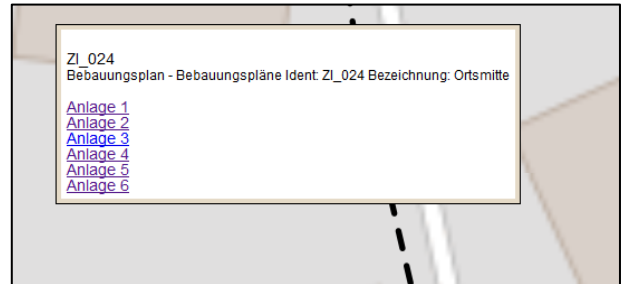 ZI_024
Bebauungsplan - Bebauungspläne Ident: ZI_024 Bezeichnung: Ortsmitte
Anlage 1
Anlage 2
Anlage 3
Anlage 4
Anlage 5
Anlage 6